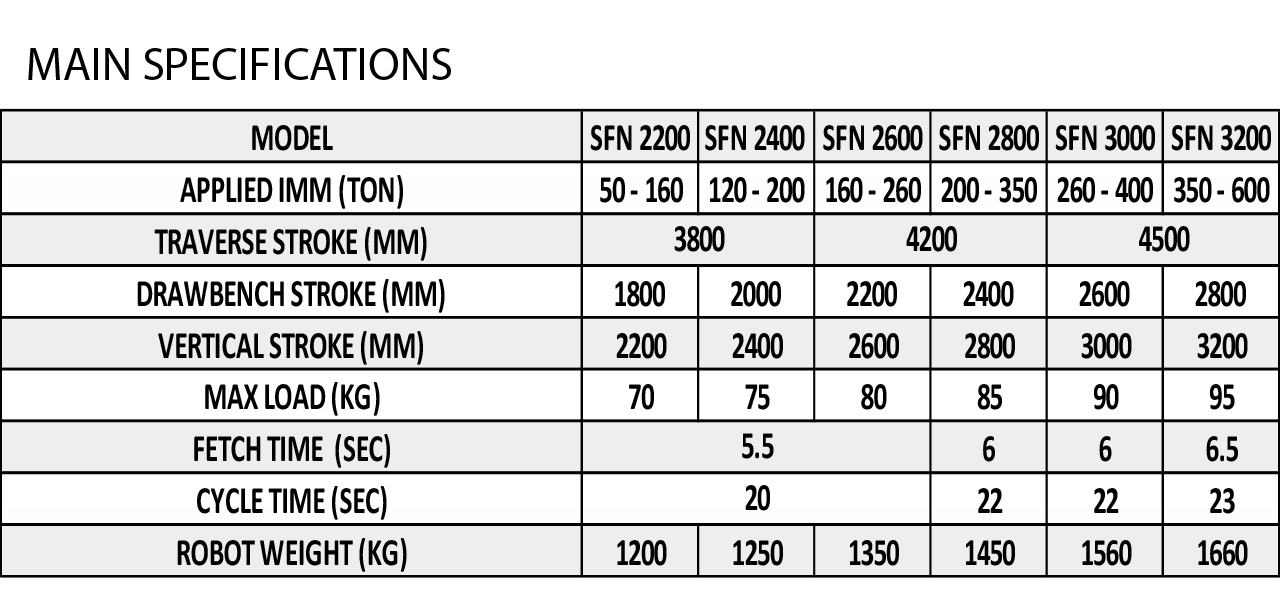 MAIN SPECIFICATIONS
MODEL SFN 2200 SFN 2400 SFN 2600 SFN 2800 SFN 3000 SFN 3200
APPLIED IMM (TON) 50 - 160 120 - 200 160 - 260 200 - 350 260 - 400 350 - 600
TRAVERSE STROKE (MM) 3800 4200 4500
DRAWBENCH STROKE (MM) 1800 2000 2200 2400 2600 2800
VERTICAL STROKE (MM) 2200 2400 2600 2800 3000 3200
MAX LOAD (KG) 70 75 80 85 90 95
FETCH TIME (SEC) 5.5 6 6 6.5
CYCLE TIME (SEC) 20 22 22 23
ROBOT WEIGHT (KG) 1200 1250 1350 1450 1560 1660